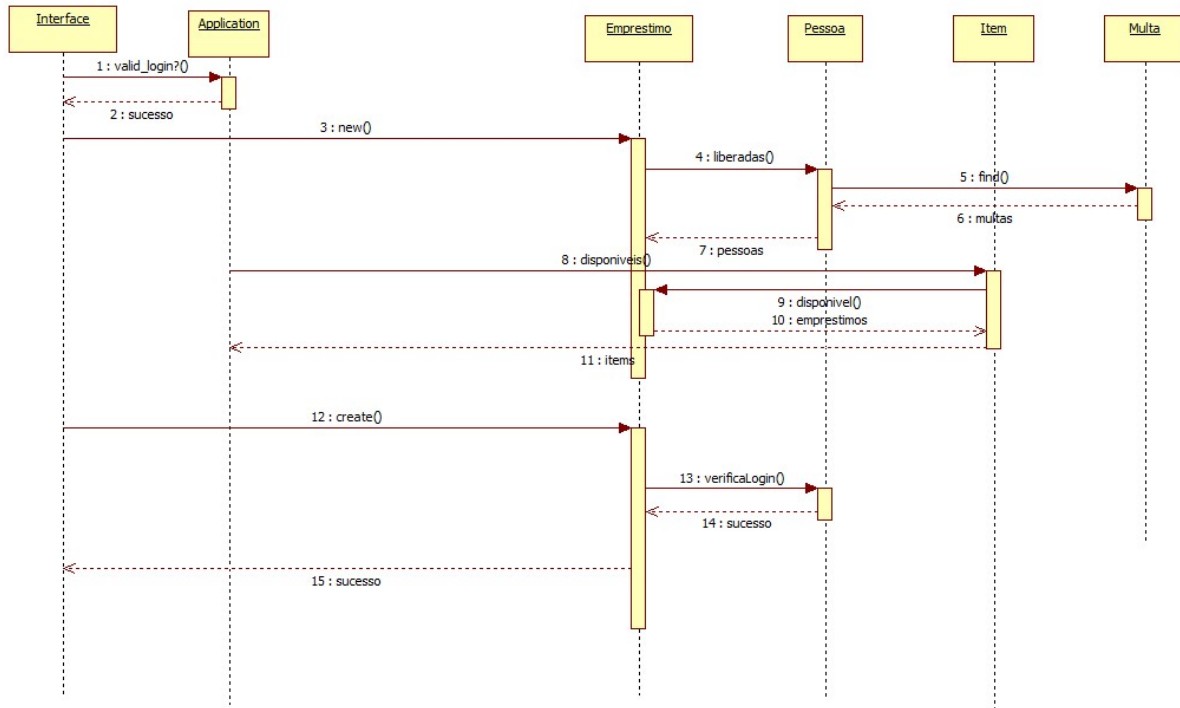 Interface
Application
Emprestimo
Pessoa
Item
Multa
1 : valid_login?()
2 : sucesso
3 : new()
4 : liberadas()
5 : find()
6 : multas
7 : pessoas
8 : disponiveis()
9 : disponivel()
10 : emprestimos
11 : items
12 : create()
13 : verificaLogin()
14 : sucesso
15 : sucesso